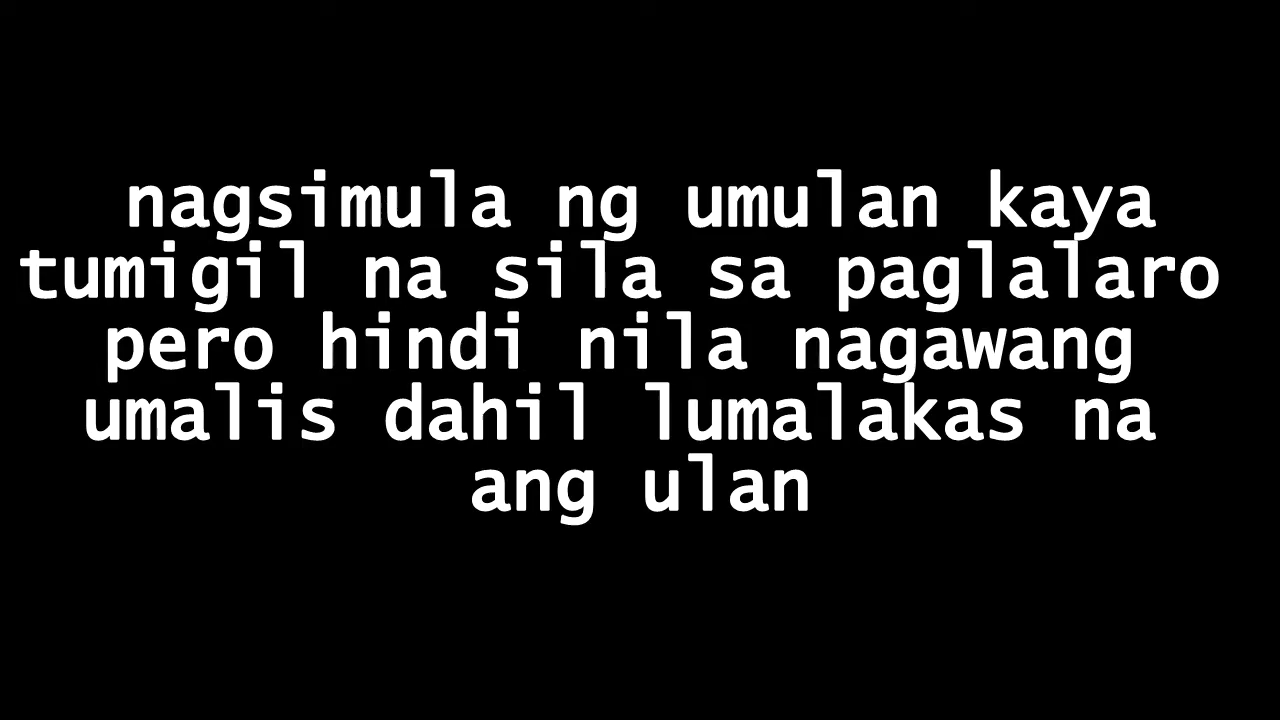 nagsimula ng umulan kaya
tumigil na sila sa paglalaro
pero hindi nila nagawang
umalis dahil lumalakas na
ang ulan